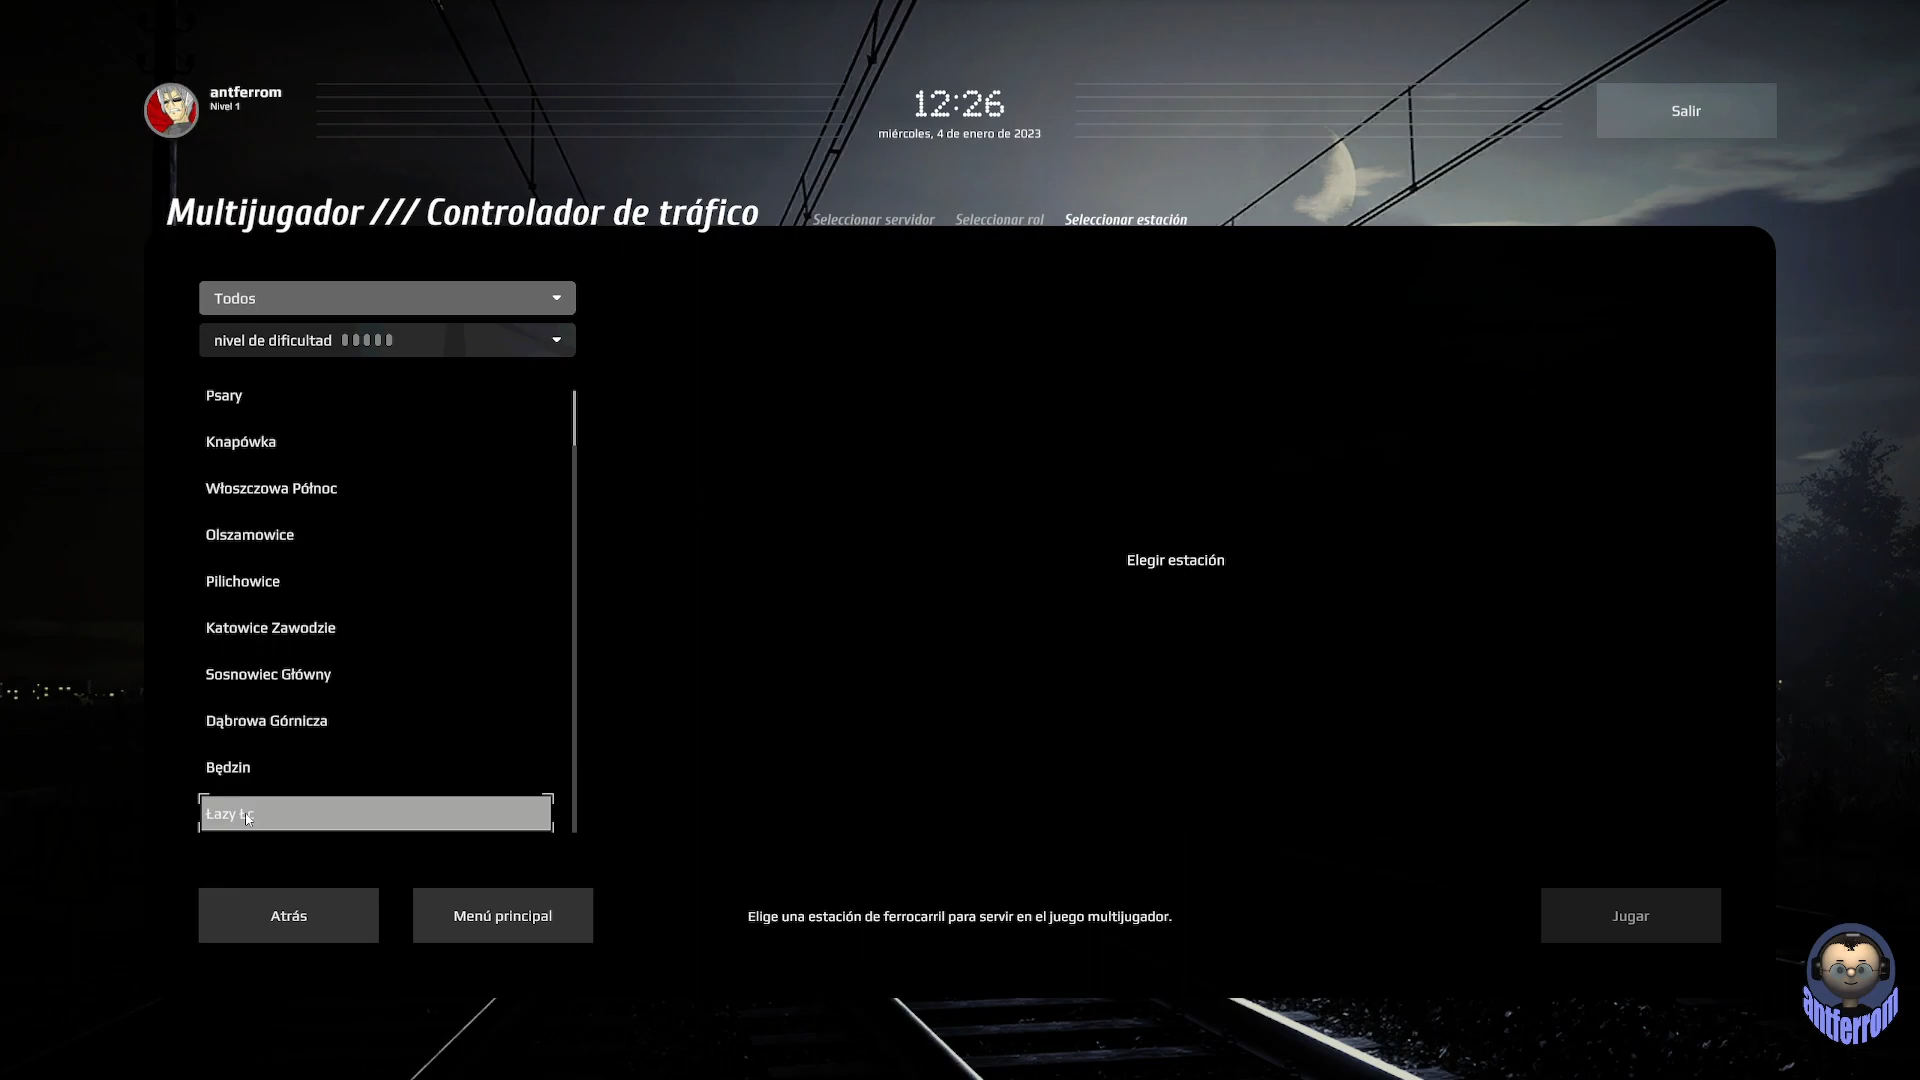 antferrom
Nivel 1
12:26
miércoles, 4 de enero de 2023
Salir
Multijugador /// Controlador de tráfico
Seleccionar servidor
Seleccionar rol
Seleccionar estación
Todos
nivel de dificultad
Psary
Knapówka
Włoszczowa Północ
Olszamowice
Pilichowice
Katowice Zawodzie
Sosnowiec Główny
Dąbrowa Górnicza
Będzin
Łazy Łc
Elegir estación
Atrás
Menú principal
Elige una estación de ferrocarril para servir en el juego multijugador.
Jugar
antferrom